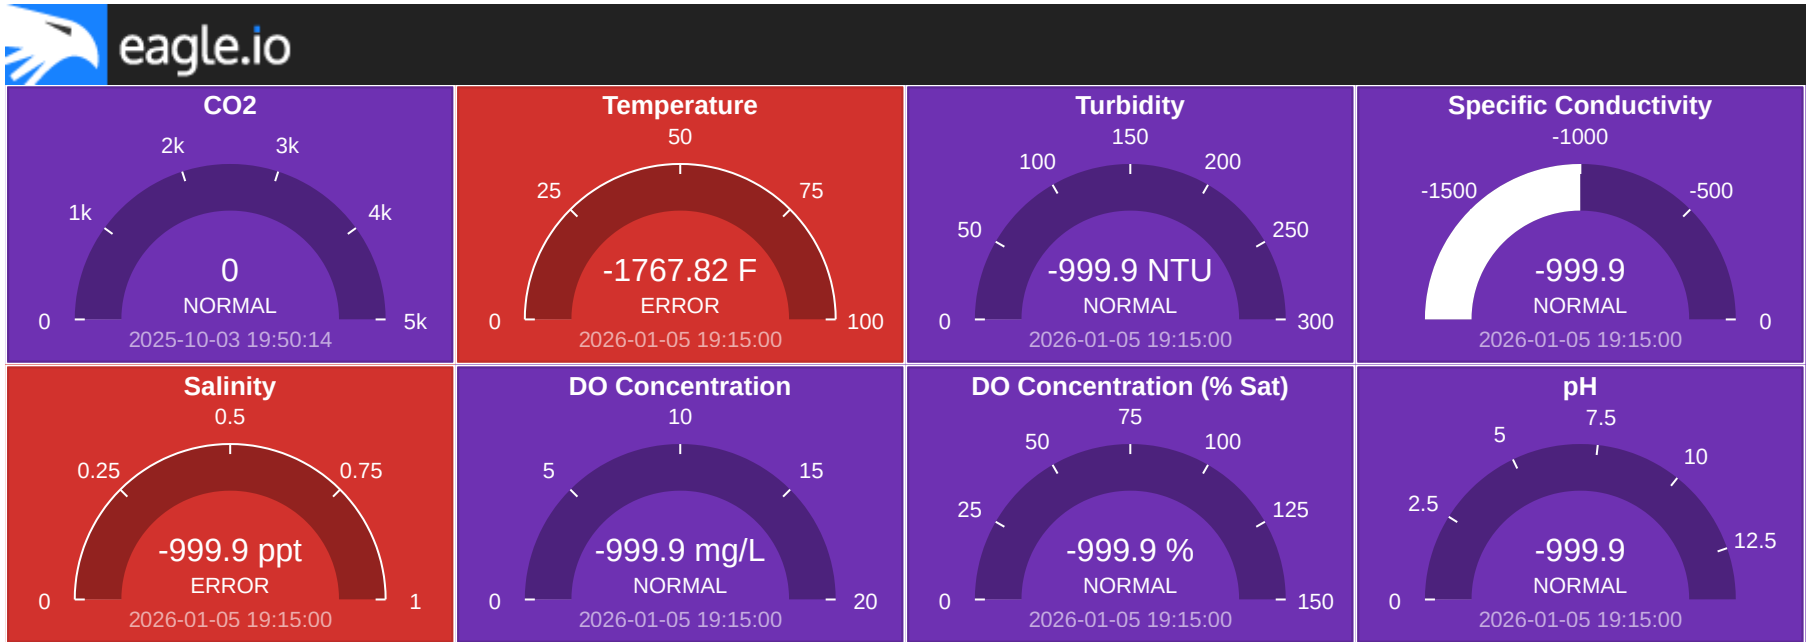 eagle.io
CO2
2k
3k
1k
4k
0
NORMAL
0
5k
2025-10-03 19:50:14
Temperature
50
25
75
-1767.82 F
ERROR
0
100
2026-01-05 19:15:00
Turbidity
150
100
200
50
250
-999.9 NTU
NORMAL
0
300
2026-01-05 19:15:00
Specific Conductivity
-1000
-1500
-500
-999.9
NORMAL
0
2026-01-05 19:15:00
Salinity
0.5
0.25
0.75
-999.9 ppt
ERROR
0
1
2026-01-05 19:15:00
DO Concentration
10
5
15
-999.9 mg/L
NORMAL
0
20
2026-01-05 19:15:00
DO Concentration (% Sat)
75
50
100
25
125
-999.9 %
NORMAL
0
150
2026-01-05 19:15:00
pH
7.5
5
10
2.5
12.5
-999.9
NORMAL
0
2026-01-05 19:15:00